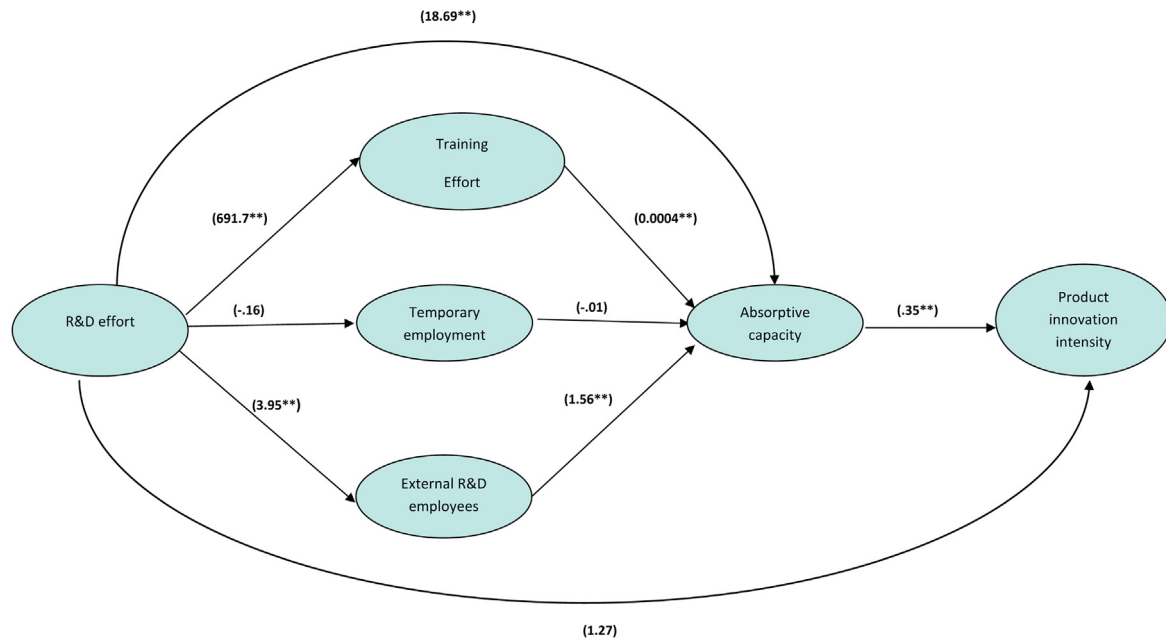 (18.69**)
Training
Effort
(691.7**)
(0.0004**)
R&D effort
(-.16)
Temporary
employment
(-.01)
Absorptive
capacity
(.35**)
Product
innovation
intensity
(3.95**)
(1.56**)
External R&D
employees
(1.27)